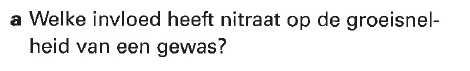 a Welke invloed heeft nitraat op de groeisnel-
heid van een gewas?